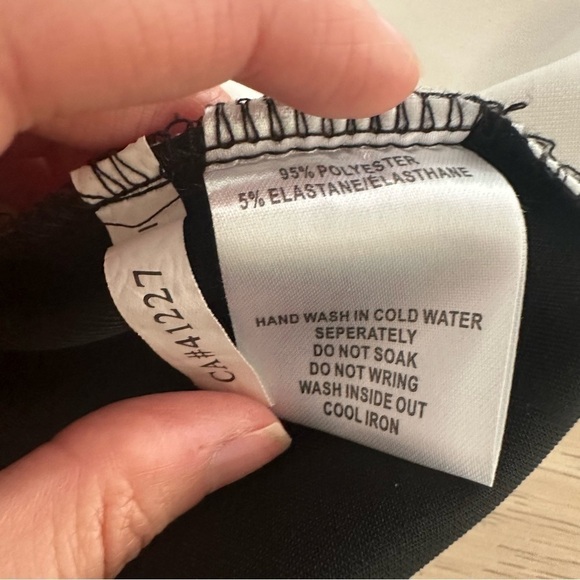 95% POLYESTER
5% ELASTANE/ELASTHANE
HAND WASH IN COLD WATER
SEPERATELY
DO NOT SOAK
DO NOT WRING
WASH INSIDE OUT
COOL IRON
CA#41227